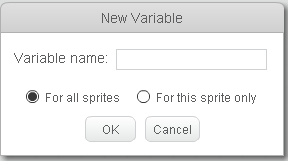 New Variable
Variable name:
For all sprites For this sprite only
OK Cancel